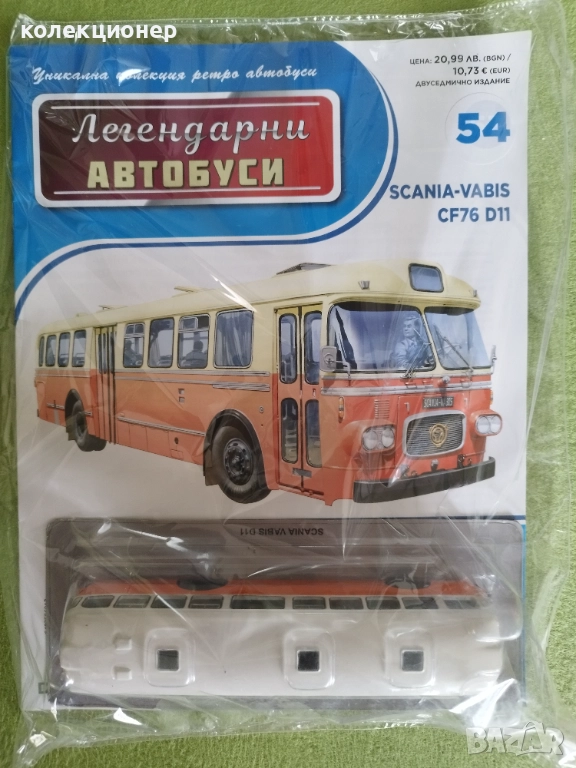 колекционер
Уникална колекция ретро автобуси
Легендарни
АВТОБУСИ
ЦЕНА: 20,99 ЛВ. (BGN) /
10,73 € (EUR)
ДВУСЕДМИЧНО ИЗДАНИЕ
54
SCANIA-VABIS
CF76 D11
SCANIA VABIS D11
BAZAR